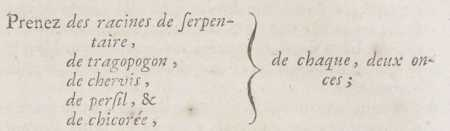 Prenez des racines de ſerpen-
taire,
de tragopogon,
de chervis,
de perſil, &
de chicorée,
de chaque, deux on-
ces;